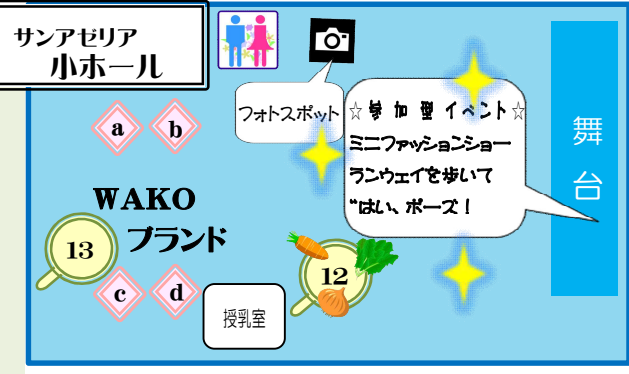 サンアゼリア
小ホール
フォトスポット
☆参加型イベント☆
ミニファッションショー
ランウェイを歩いて
“はい、ポーズ！
舞台
a
b
WAKO
ブランド
13
12
c
d
授乳室